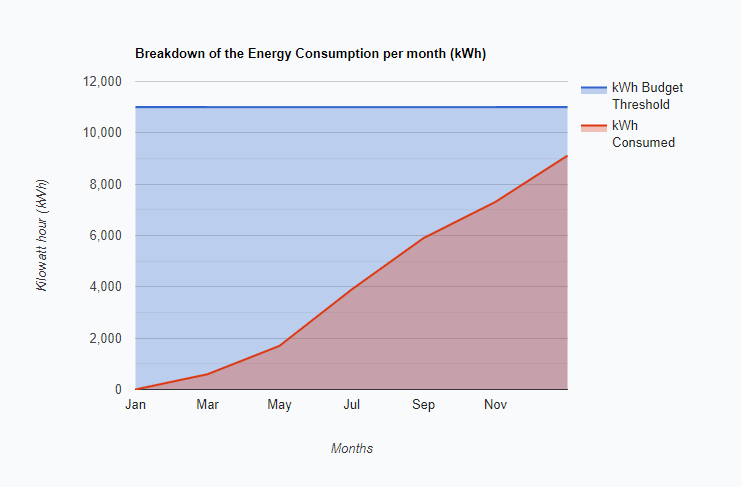 Breakdown of the Energy Consumption per month (kWh)
12,000
10,000
8,000
6,000
4,000
2,000
0
Kilowatt hour (kWh)
Jan Mar May Jul Sep Nov
Months
kWh Budget
Threshold
kWh
Consumed